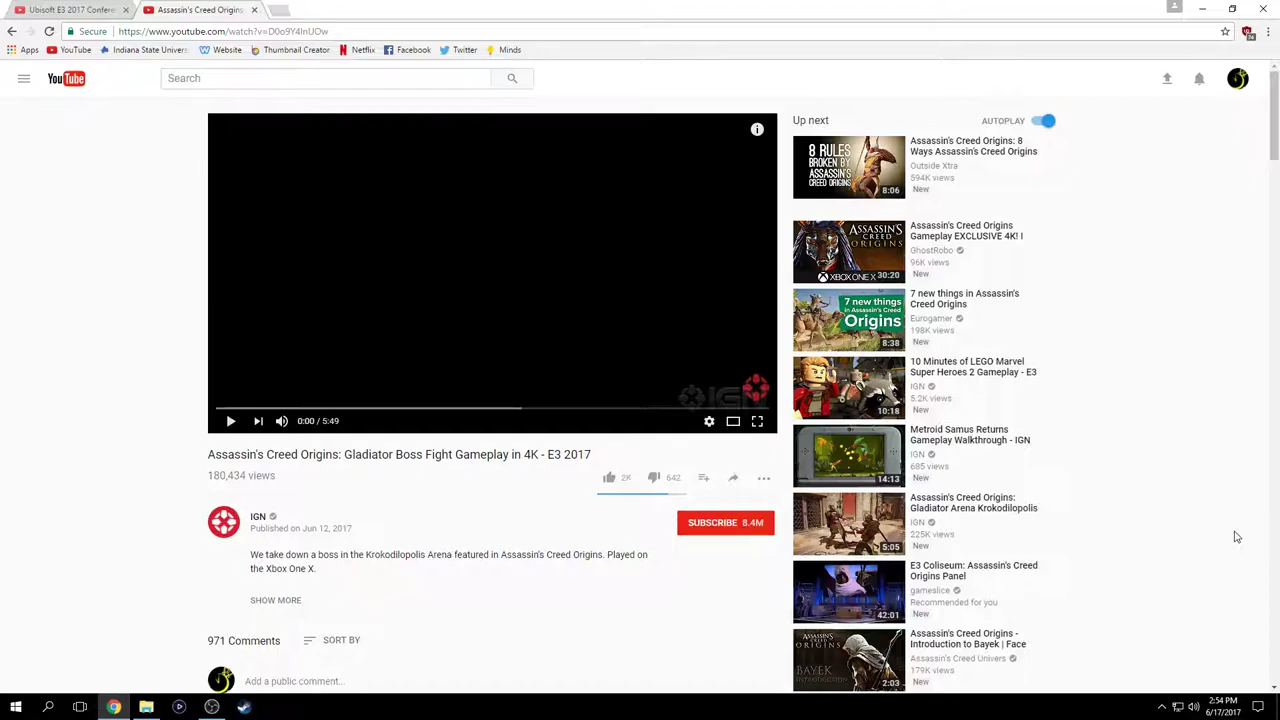 Ubisoft E3 2017 Confere
Assassin's Creed Origins
Secure
https://www.youtube.com/watch?v=D0o9Y4lnUOw
Apps
YouTube
Indiana State Univers
Website
Thumbnail Creator
Netflix
Facebook
Twitter
Minds
YouTube
Search
IGN
0:00 / 5:49
Assassin's Creed Origins: Gladiator Boss Fight Gameplay in 4K - E3 2017
180,434 views
2K
642
IGN
Published on Jun 12, 2017
SUBSCRIBE 8.4M
We take down a boss in the Krokodilopolis Arena featured in Assassin's Creed Origins. Played on
the Xbox One X.
SHOW MORE
971 Comments
SORT BY
Add a public comment...
Up next
AUTOPLAY
8 RULES
BROKEN BY
ASSASSIN'S
CREED ORIGINS
8:06
Assassin's Creed Origins: 8
Ways Assassin's Creed Origins
Outside Xtra
594K views
New
ASSASSIN'S
CREED
ORIGINS
XBOX ONE X
30:20
Assassin's Creed Origins
Gameplay EXCLUSIVE 4K! I
GhostRobo
96K views
New
7 new things
in Assassin's Creed
Origins
8:38
7 new things in Assassin's
Creed Origins
Eurogamer
198K views
New
10:18
10 Minutes of LEGO Marvel
Super Heroes 2 Gameplay - E3
IGN
5.2K views
New
14:13
Metroid Samus Returns
Gameplay Walkthrough - IGN
IGN
685 views
New
5:05
Assassin's Creed Origins:
Gladiator Arena Krokodilopolis
IGN
225K views
New
42:01
E3 Coliseum: Assassin's Creed
Origins Panel
gameslice
Recommended for you
New
ASSASSIN'S
CREED
ORIGINS
BAYEK
INTRODUCTION
2:03
Assassin's Creed Origins -
Introduction to Bayek | Face
Assassin's Creed Univers
179K views
New
2:54 PM
6/17/2017